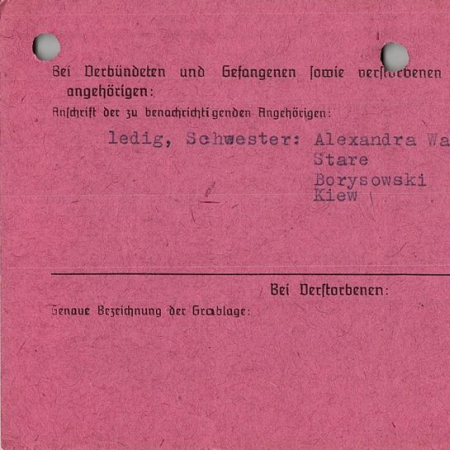 Bei Verbündeten und Gefangenen sowie verstorbenen
angehörigen:
Anschrift der zu benachrichtigenden Angehörigen:
ledig, Schwester: Alexandra Wa
Stare
Borysowski
Kiew
Bei Verstorbenen:
Genaue Bezeichnung der Grablage: